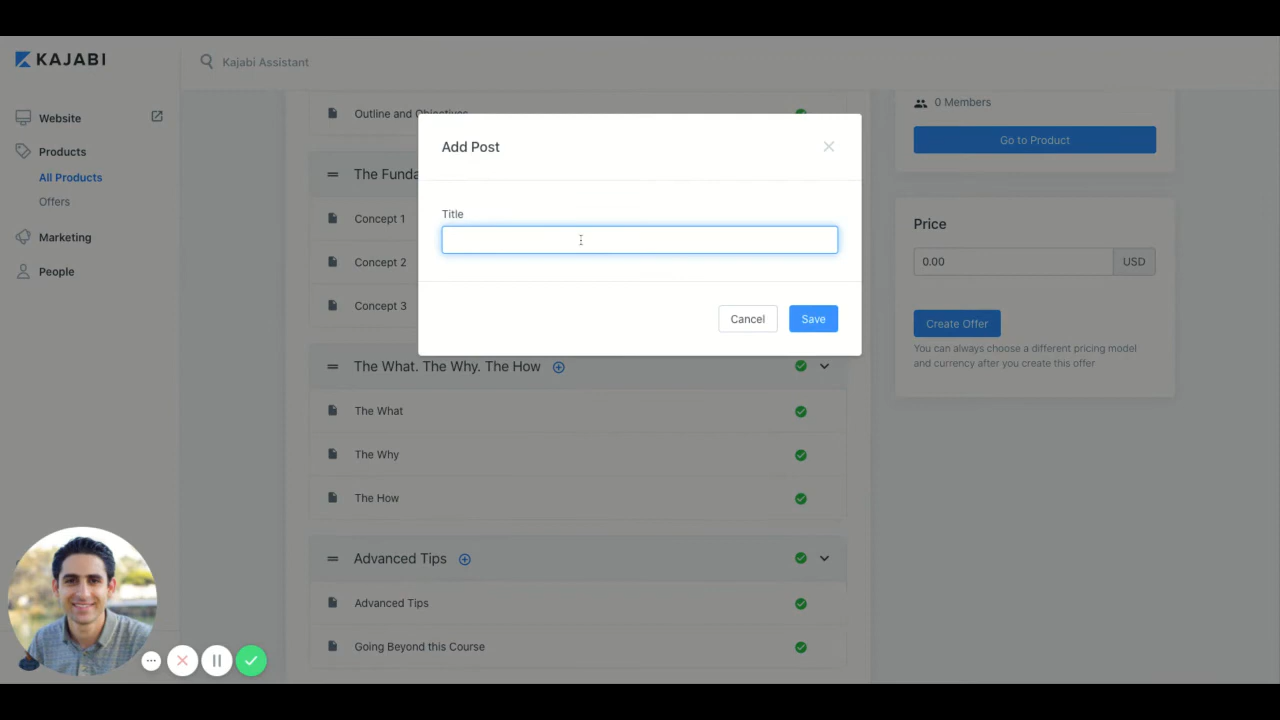 KAJABI
Kajabi Assistant
Website
Products
All Products
Offers
Marketing
People
Outline and Objectives
The Funda
Concept 1
Concept 2
Concept 3
The What. The Why. The How
The What
The Why
The How
Advanced Tips
Advanced Tips
Going Beyond this Course
Add Post
Title
Cancel
Save
0 Members
Go to Product
Price
0.00
USD
Create Offer
You can always choose a different pricing model
and currency after you create this offer